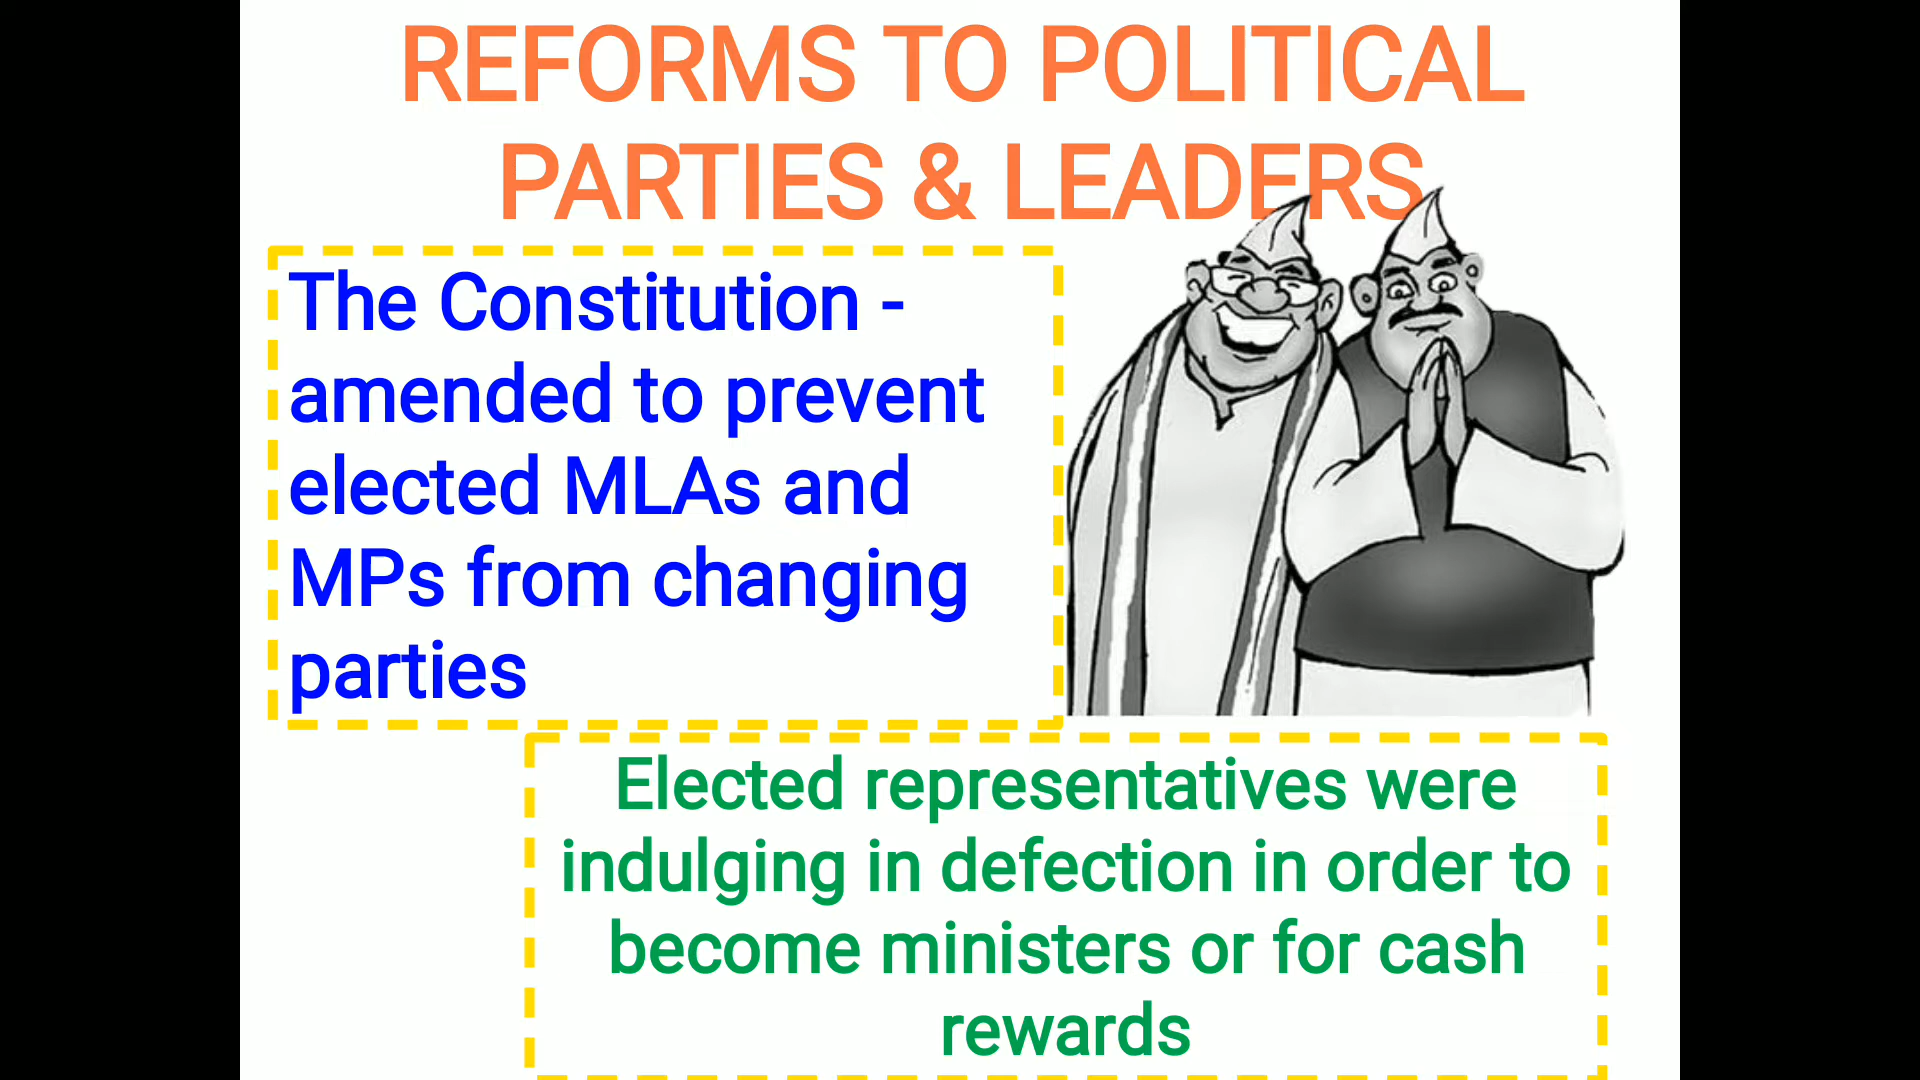 REFORMS TO POLITICAL
PARTIES & LEADERS
The Constitution -
amended to prevent
elected MLAs and
MPs from changing
parties
Elected representatives were
indulging in defection in order to
become ministers or for cash
rewards